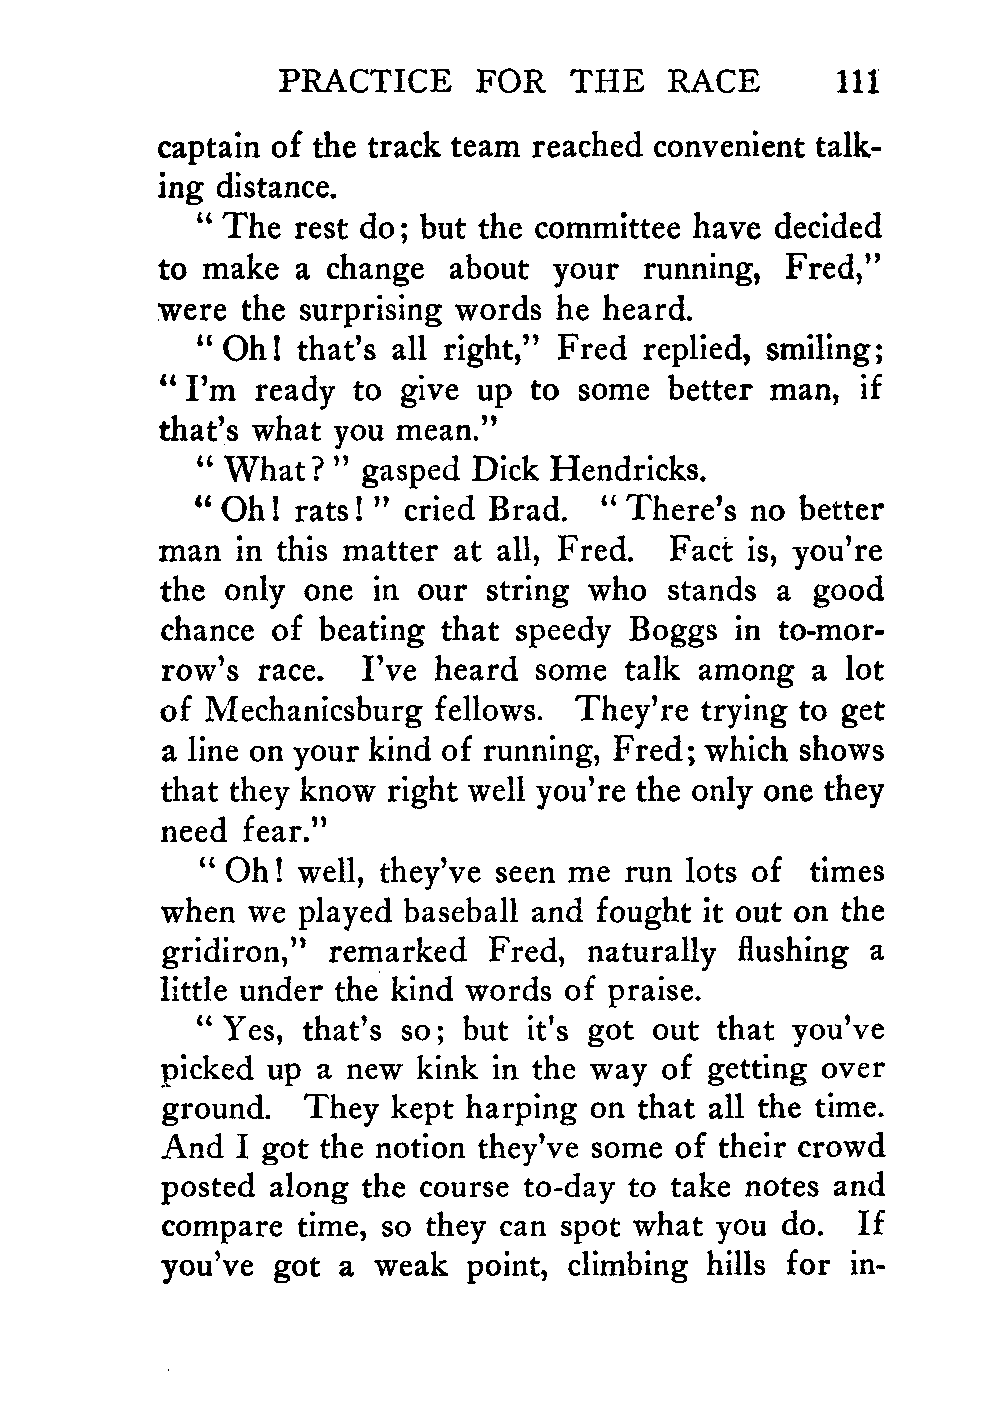 PRACTICE FOR THE RACE 111
captain of the track team reached convenient talk-
ing distance.
" The rest do; but the committee have decided
to make a change about your running, Fred,"
were the surprising words he heard.
" Oh! that's all right," Fred replied, smiling;
" I'm ready to give up to some better man, if
that's what you mean."
" What? " gasped Dick Hendricks.
" Oh! rats! " cried Brad. " There's no better
man in this matter at all, Fred. Fact is, you're
the only one in our string who stands a good
chance of beating that speedy Boggs in to-mor-
row's race. I've heard some talk among a lot
of Mechanicsburg fellows. They're trying to get
a line on your kind of running, Fred; which shows
that they know right well you're the only one they
need fear."
" Oh! well, they've seen me run lots of times
when we played baseball and fought it out on the
gridiron," remarked Fred, naturally flushing a
little under the kind words of praise.
" Yes, that's so; but it's got out that you've
picked up a new kink in the way of getting over
ground. They kept harping on that all the time.
And I got the notion they've some of their crowd
posted along the course to-day to take notes and
compare time, so they can spot what you do. If
you've got a weak point, climbing hills for in-